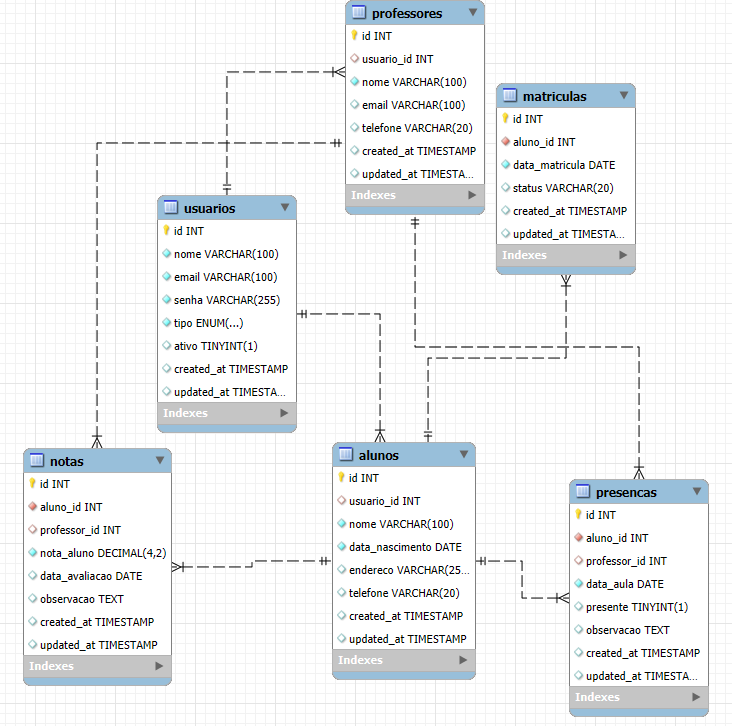 professores
id INT
usuario_id INT
nome VARCHAR(100)
email VARCHAR(100)
telefone VARCHAR(20)
created_at TIMESTAMP
updated_at TIMESTA...
Indexes
matriculas
id INT
aluno_id INT
data_matricula DATE
status VARCHAR(20)
created_at TIMESTAMP
updated_at TIMESTAMP
Indexes
usuarios
id INT
nome VARCHAR(100)
email VARCHAR(100)
senha VARCHAR(255)
tipo ENUM(...)
ativo TINYINT(1)
created_at TIMESTAMP
updated_at TIMESTA...
Indexes
notas
id INT
aluno_id INT
professor_id INT
nota_aluno DECIMAL(4,2)
data_avaliacao DATE
observacao TEXT
created_at TIMESTAMP
updated_at TIMESTAMP
Indexes
alunos
id INT
usuario_id INT
nome VARCHAR(100)
data_nascimento DATE
endereco VARCHAR(25...
telefone VARCHAR(20)
created_at TIMESTAMP
updated_at TIMESTAMP
Indexes
presencas
id INT
aluno_id INT
professor_id INT
data_aula DATE
presente TINYINT(1)
observacao TEXT
created_at TIMESTAMP
updated_at TIMESTA...
Indexes